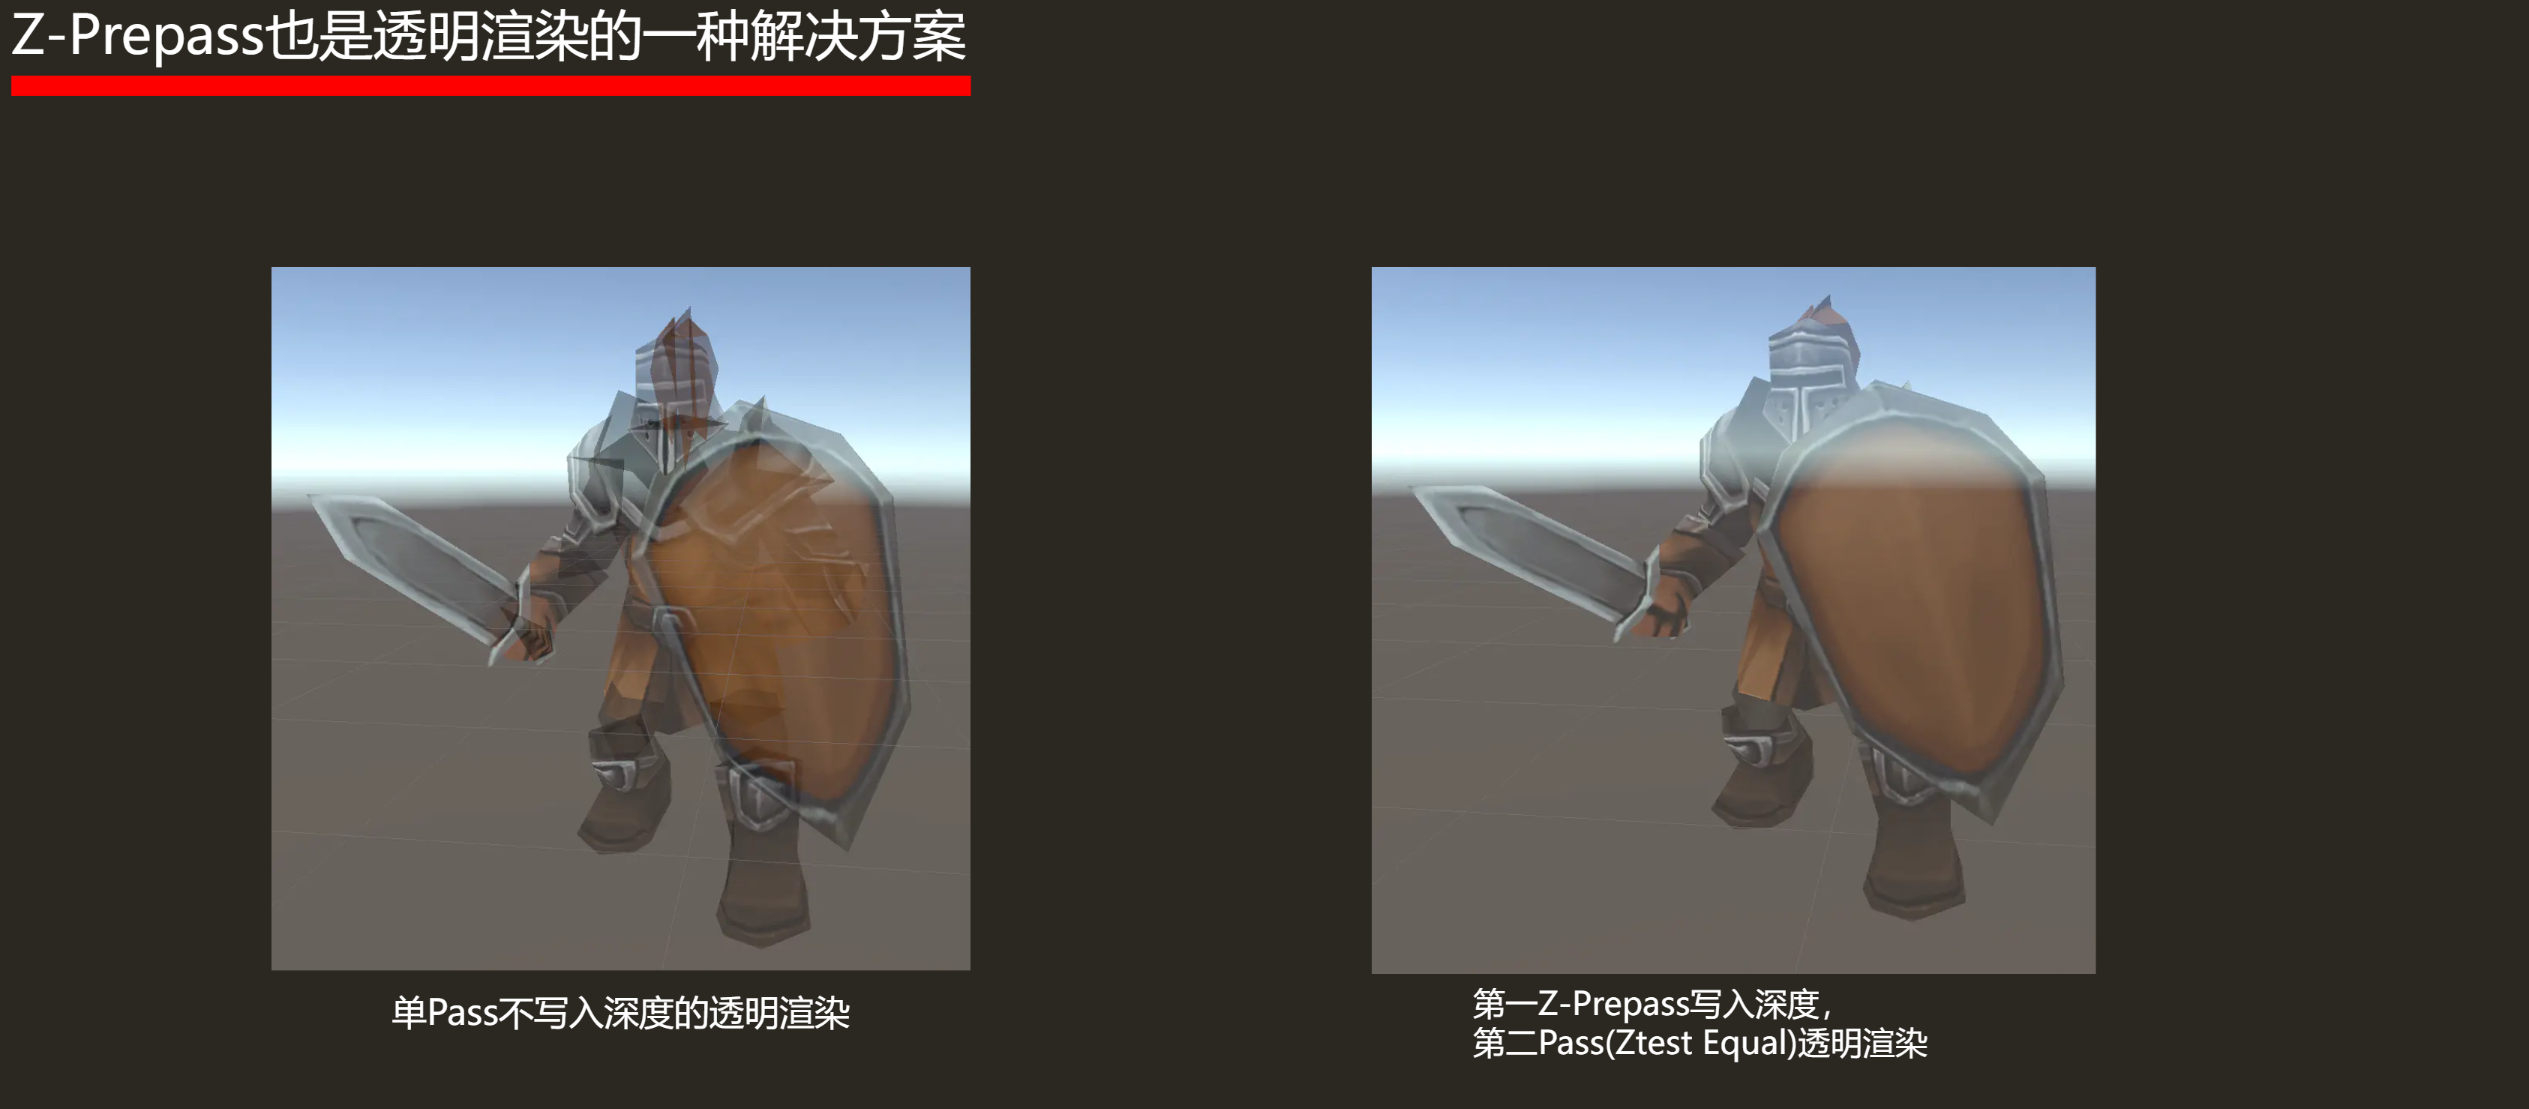 Z-Prepass也是透明渲染的一种解决方案
单Pass不写入深度的透明渲染
第一Z-Prepass写入深度，
第二Pass(Ztest Equal)透明渲染